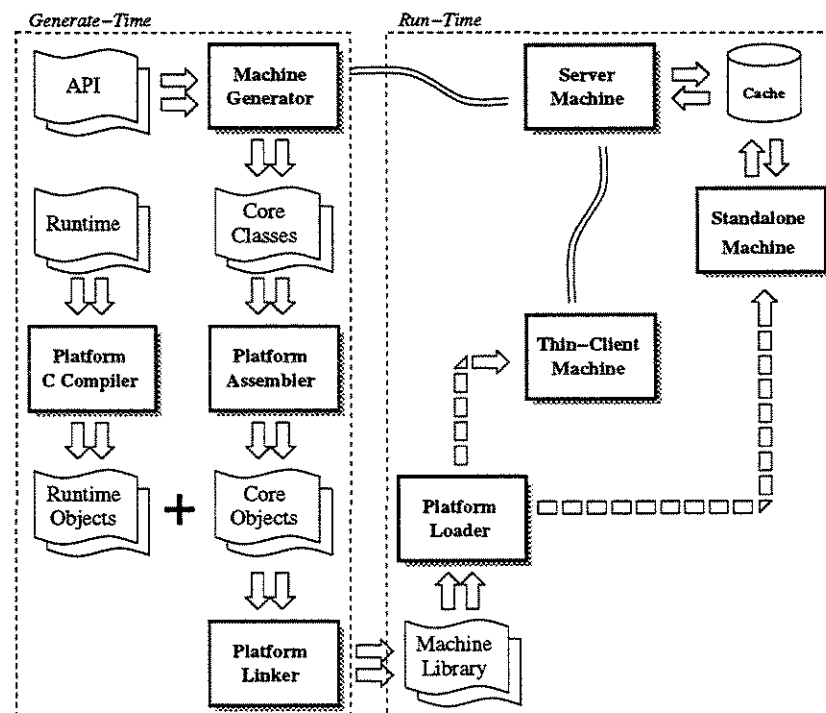 Generate-Time
Run-Time
API
Machine
Generator
Server
Machine
Cache
Runtime
Core
Classes
Standalone
Machine
Platform
C Compiler
Platform
Assembler
Thin-Client
Machine
Runtime
Objects
+
Core
Objects
Platform
Loader
Platform
Linker
Machine
Library